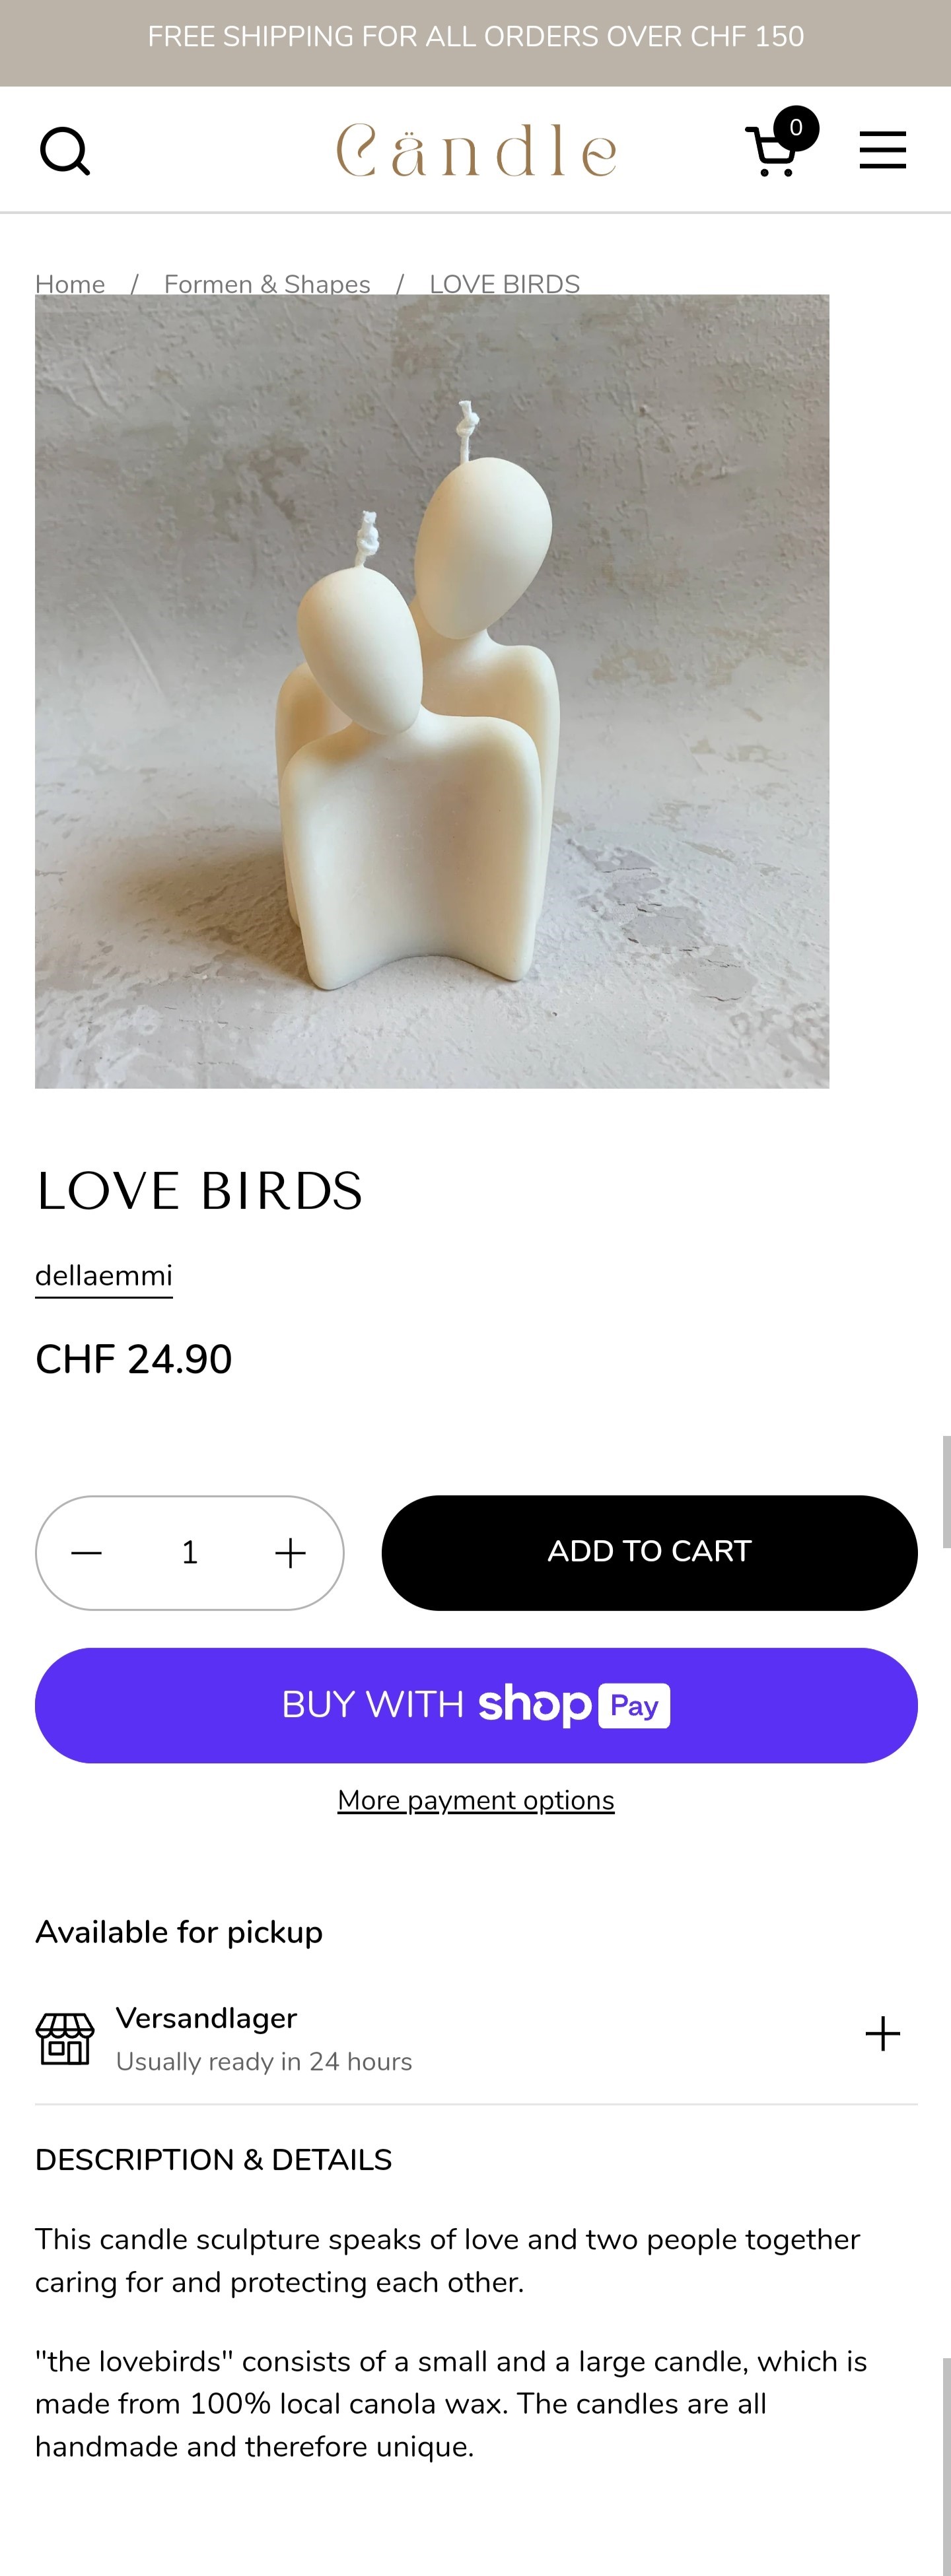 FREE SHIPPING FOR ALL ORDERS OVER CHF 150
Cändle
0
Home / Formen & Shapes / LOVE BIRDS
LOVE BIRDS
dellaemmi
CHF 24.90
1
ADD TO CART
BUY WITH shop Pay
More payment options
Available for pickup
Versandlager
Usually ready in 24 hours
DESCRIPTION & DETAILS
This candle sculpture speaks of love and two people together
caring for and protecting each other.
"the lovebirds" consists of a small and a large candle, which is
made from 100% local canola wax. The candles are all
handmade and therefore unique.